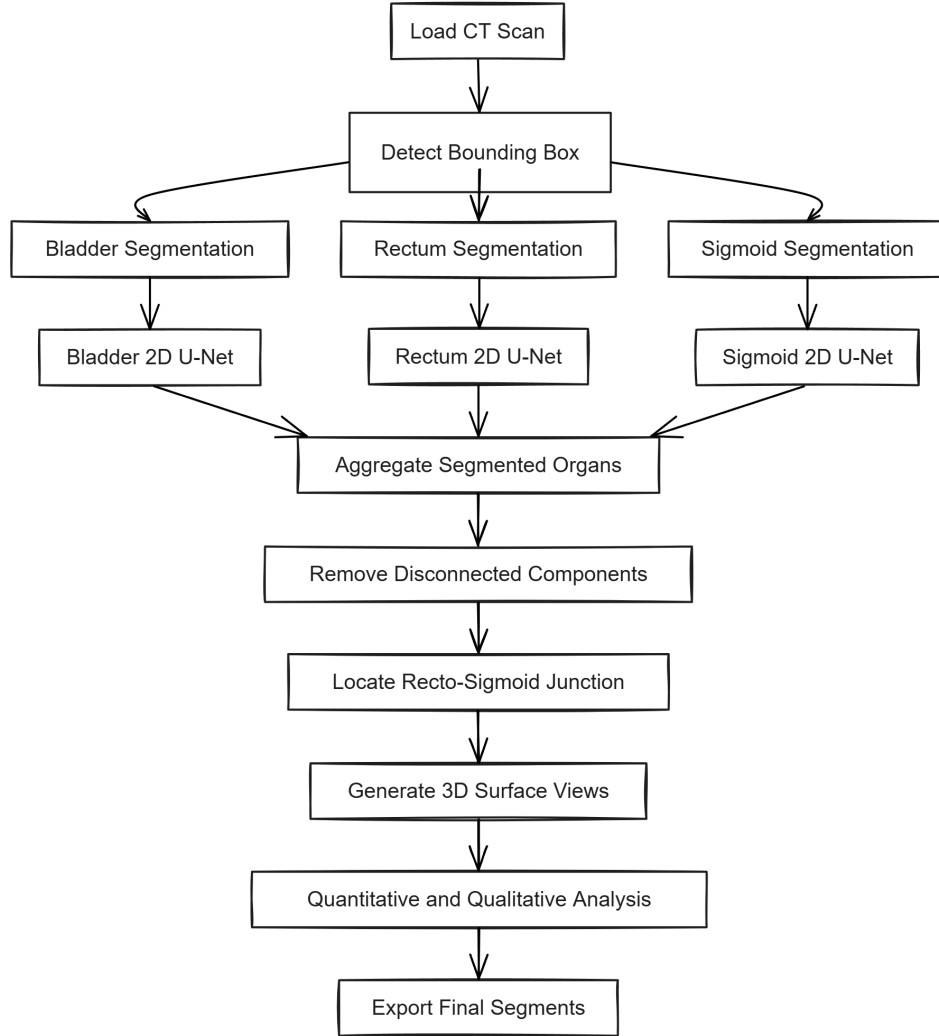 Load CT Scan
Detect Bounding Box
Bladder Segmentation
Rectum Segmentation
Sigmoid Segmentation
Bladder 2D U-Net
Rectum 2D U-Net
Sigmoid 2D U-Net
Aggregate Segmented Organs
Remove Disconnected Components
Locate Recto-Sigmoid Junction
Generate 3D Surface Views
Quantitative and Qualitative Analysis
Export Final Segments